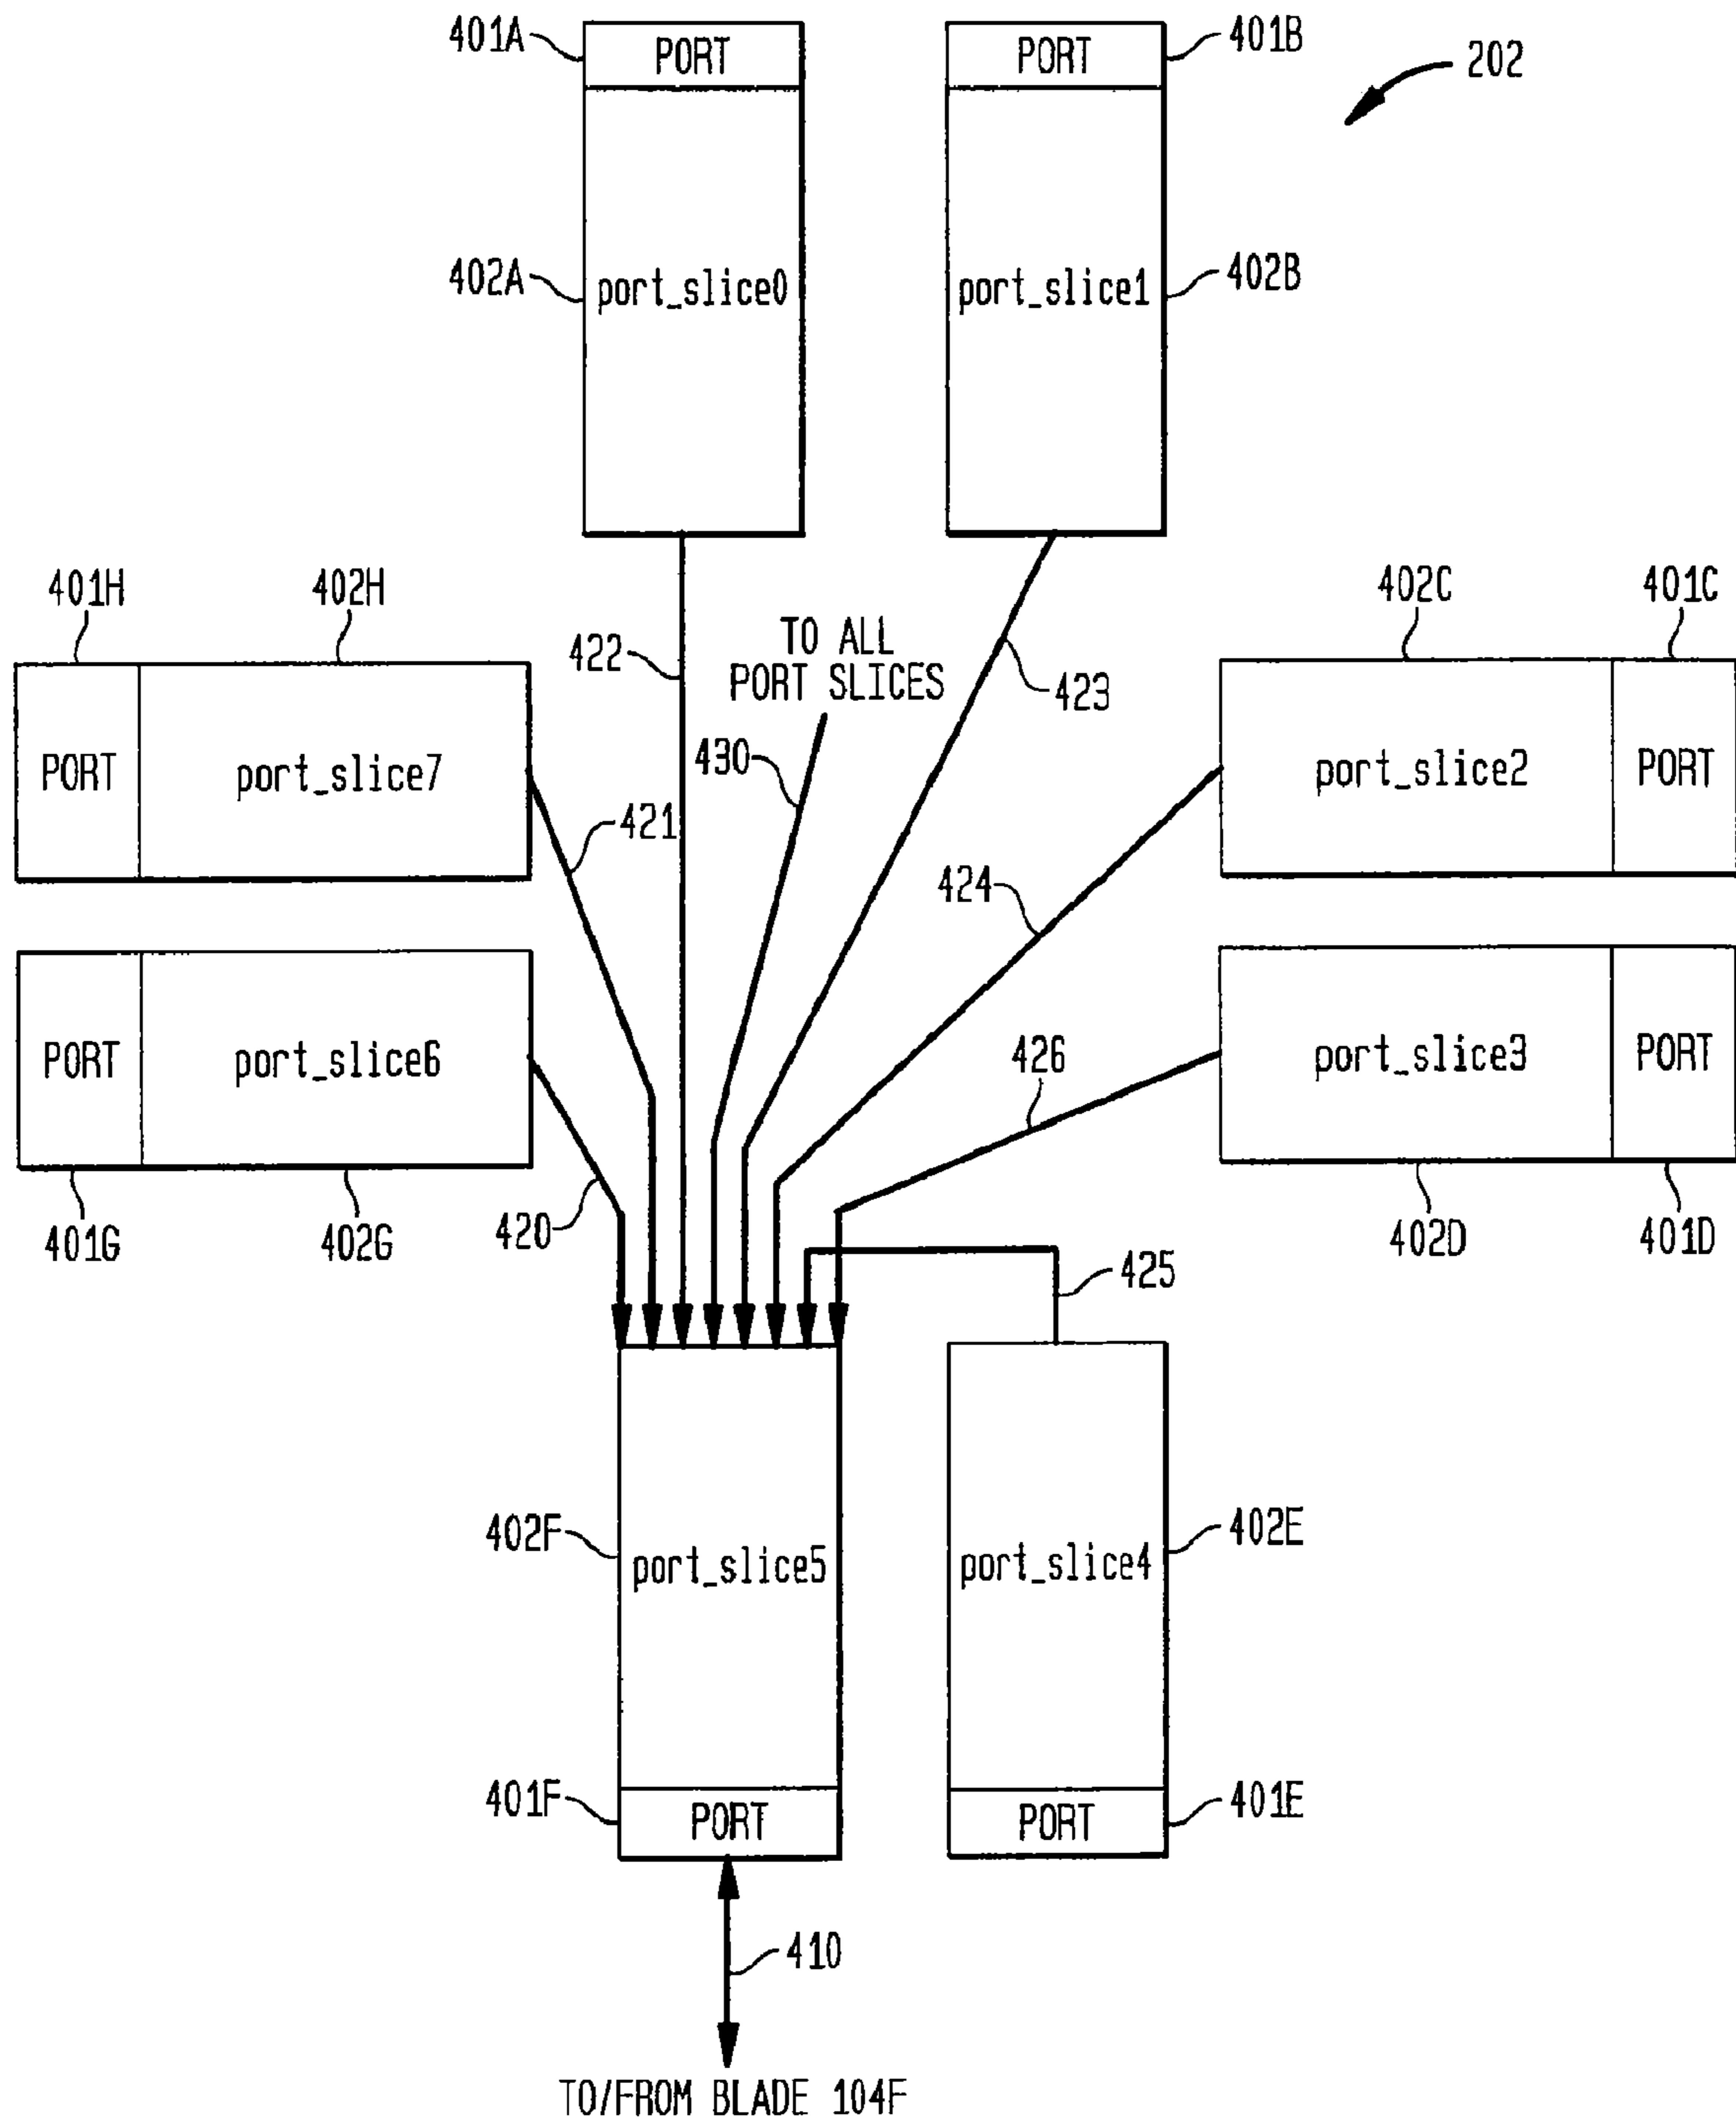 401A
PORT
PORT
401B
202
402A
port_slice0
port_slice1
402B
401H
402H
402C
401C
422
TO ALL
PORT SLICES
423
PORT
port_slice7
430
port_slice2
PORT
421
424
PORT
port_slice6
426
port_slice3
PORT
401G
402G
420
402D
401D
425
402F
port_slice5
port_slice4
402E
401F
PORT
PORT
401E
410
TO/FROM BLADE 104F